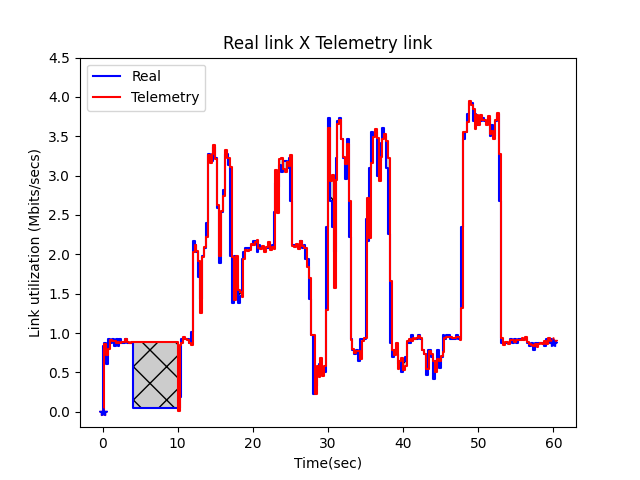 Real link X Telemetry link
Real
Telemetry
Link utilization (Mbits/secs)
4.5
4.0
3.5
3.0
2.5
2.0
1.5
1.0
0.5
0.0
0 10 20 30 40 50 60
Time(sec)